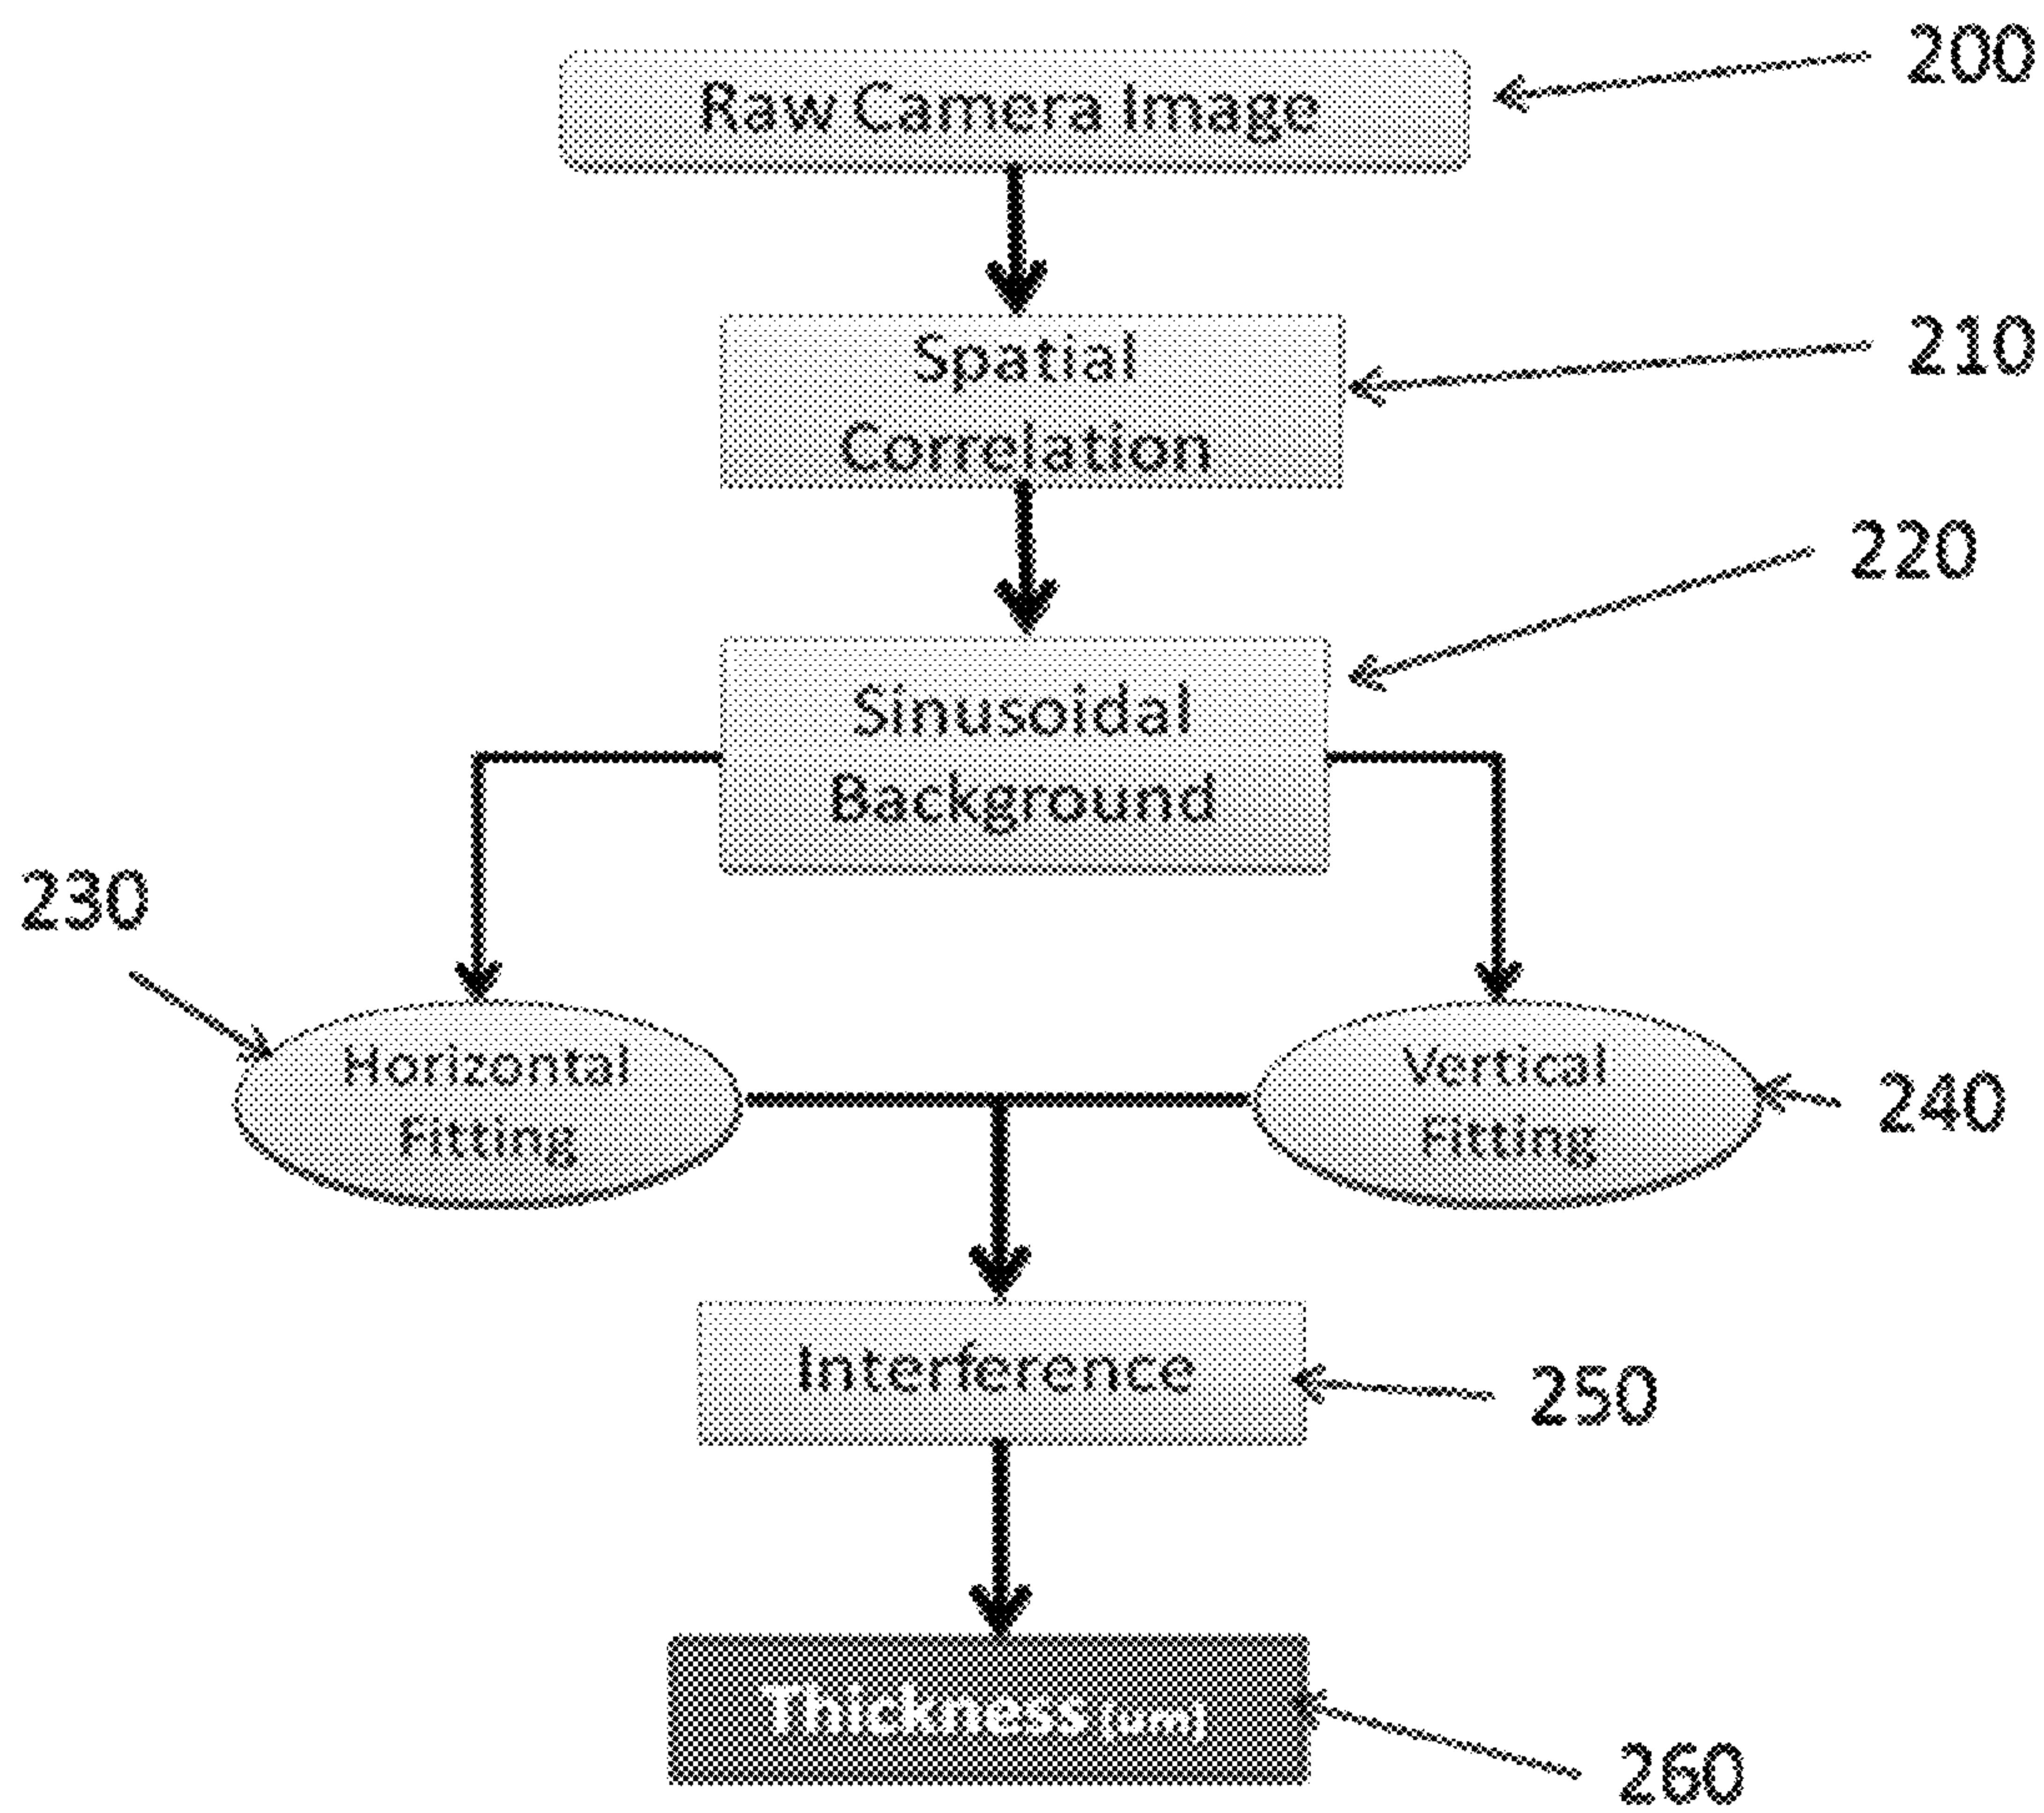 Raw Camera Image
200
Spatial
Correlation
210
Sinusoidal
Background
220
230
Horizontal
Fitting
Vertical
Fitting
240
Interference
250
Thickness [um]
260